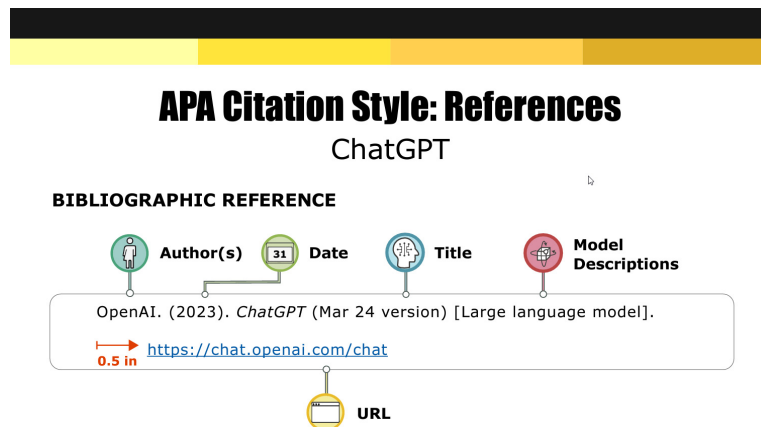 APA Citation Style: References
ChatGPT
BIBLIOGRAPHIC REFERENCE
Author(s)
31
Date
Title
Model
Descriptions
OpenAI. (2023). ChatGPT (Mar 24 version) [Large language model].
https://chat.openai.com/chat
0.5 in
URL